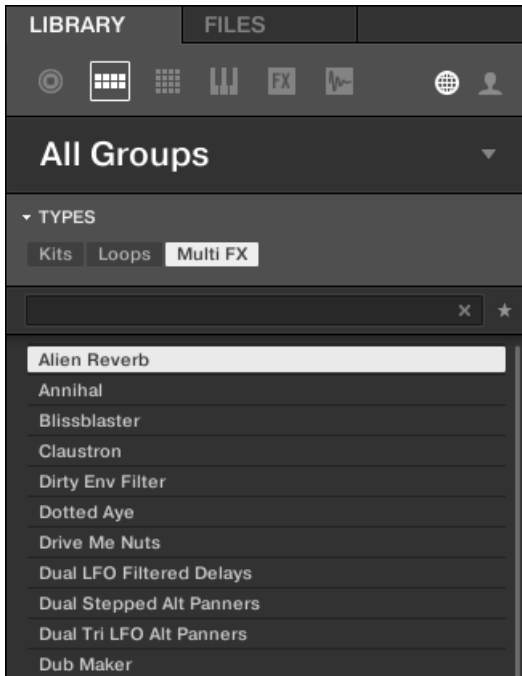 LIBRARY FILES
FX
All Groups
TYPES
Kits Loops Multi FX
Alien Reverb
Annihal
Blissblaster
Claustron
Dirty Env Filter
Dotted Aye
Drive Me Nuts
Dual LFO Filtered Delays
Dual Stepped Alt Panners
Dual Tri LFO Alt Panners
Dub Maker